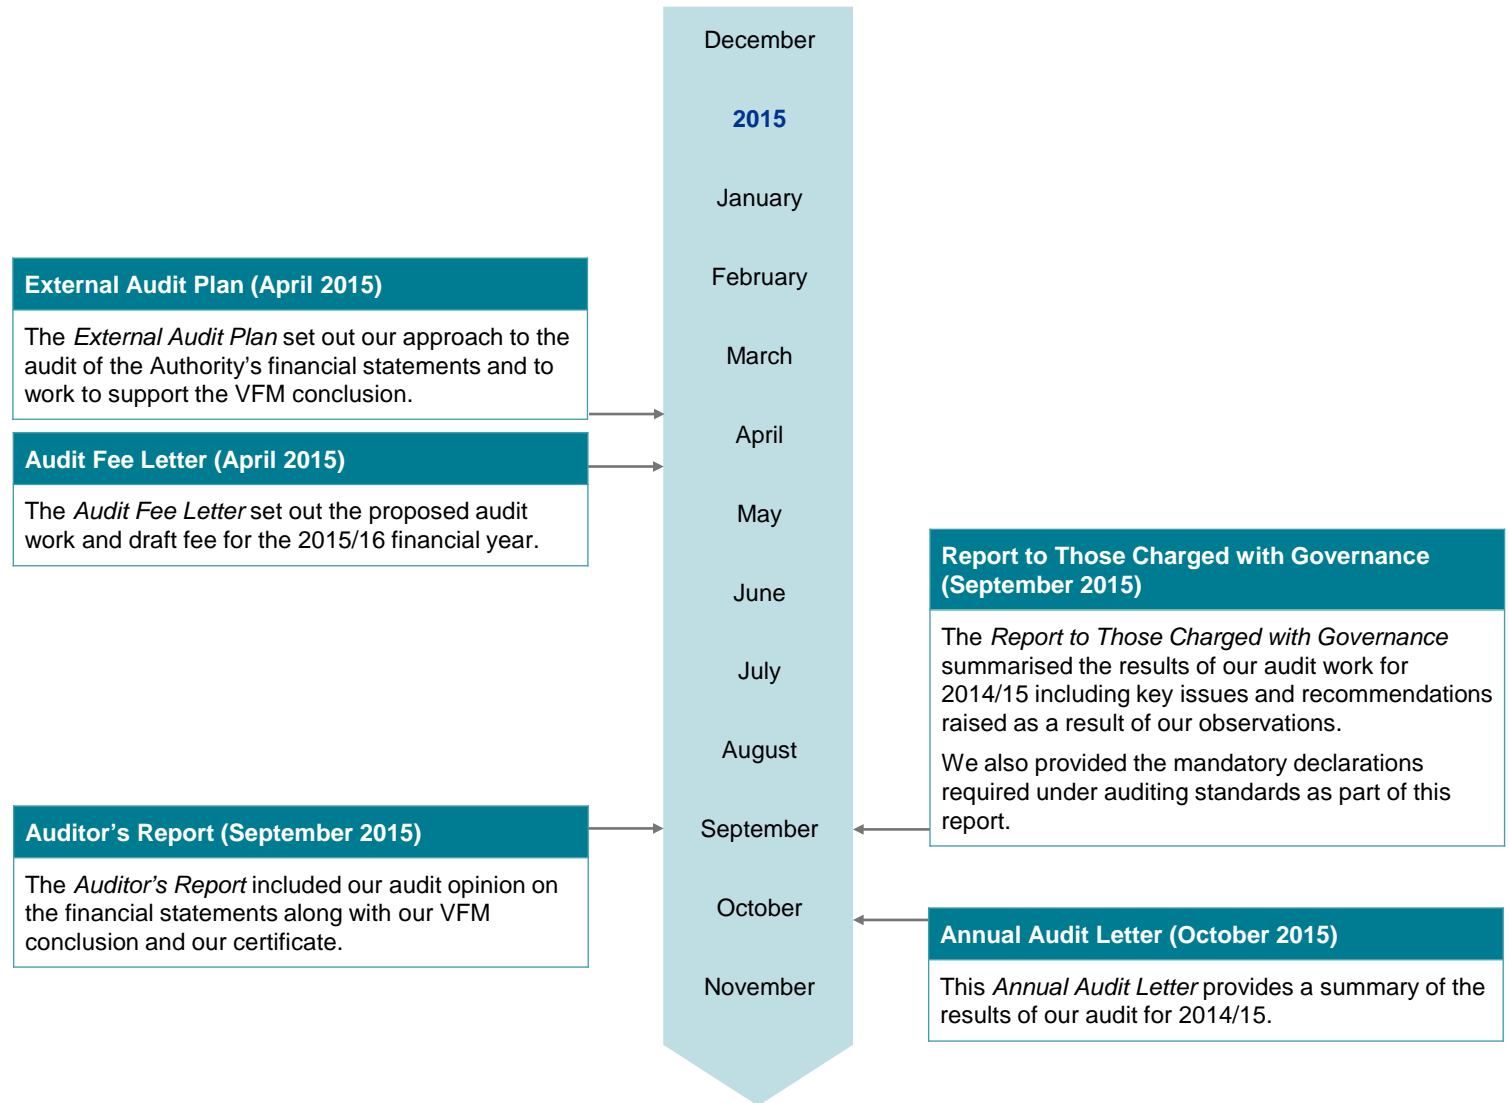 December
2015
January
February
March
April
May
June
July
August
September
October
November
External Audit Plan (April 2015)
The External Audit Plan set out our approach to the
audit of the Authority’s financial statements and to
work to support the VFM conclusion.
Audit Fee Letter (April 2015)
The Audit Fee Letter set out the proposed audit
work and draft fee for the 2015/16 financial year.
Auditor’s Report (September 2015)
The Auditor’s Report included our audit opinion on
the financial statements along with our VFM
conclusion and our certificate.
Report to Those Charged with Governance
(September 2015)
The Report to Those Charged with Governance
summarised the results of our audit work for
2014/15 including key issues and recommendations
raised as a result of our observations.
We also provided the mandatory declarations
required under auditing standards as part of this
report.
Annual Audit Letter (October 2015)
This Annual Audit Letter provides a summary of the
results of our audit for 2014/15.